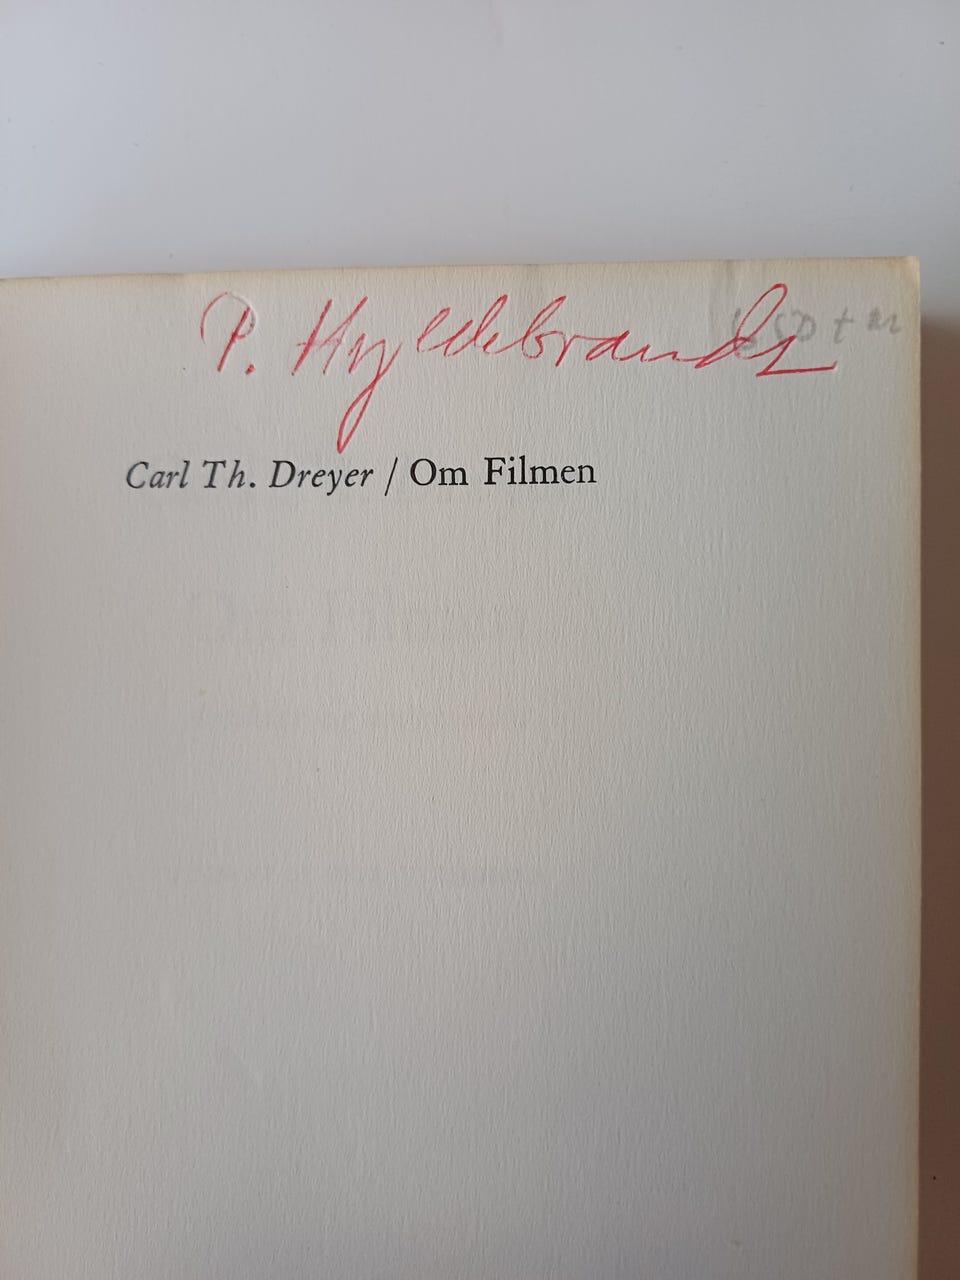 P. Hyldebrandt
Carl Th. Dreyer / Om Filmen